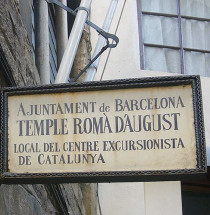 AJUNTAMENT de BARCELONA
TEMPLE ROMÀ D'AUGUST
LOCAL DEL CENTRE EXCURSIONISTA
DE CATALUNYA